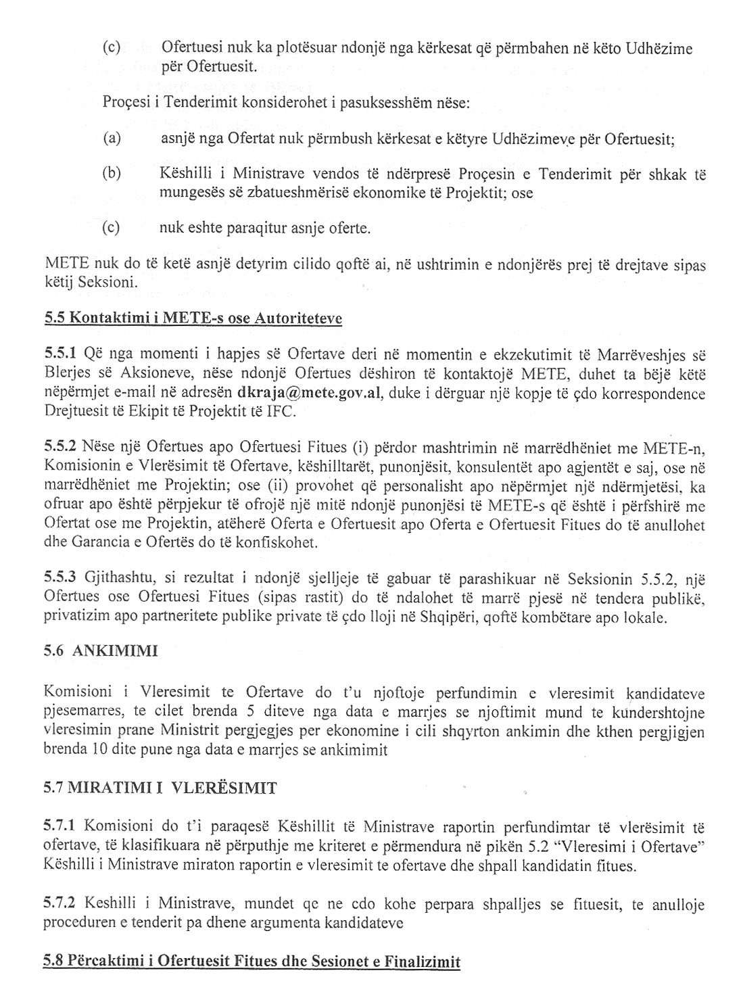 (c) Ofertuesi nuk ka plotësuar ndonjë nga kërkesat që përmbahen në këto Udhëzime
për Ofertuesit.
Proçesi i Tenderimit konsiderohet i pasuksesshëm nëse:
(a) asnjë nga Ofertat nuk përmbush kërkesat e këtyre Udhëzimeve për Ofertuesit;
(b) Këshilli i Ministrave vendos të ndërpresë Proçesin e Tenderimit për shkak të
mungesës së zbatueshmërisë ekonomike të Projektit; ose
(c) nuk eshte paraqitur asnje oferte.
METE nuk do të ketë asnjë detyrim cilido qoftë ai, në ushtrimin e ndonjërës prej të drejtave sipas
këtij Seksioni.
5.5 Kontaktimi i METE-s ose Autoriteteve
5.5.1 Që nga momenti i hapjes së Ofertave deri në momentin e ekzekutimit të Marrëveshjes së
Blerjes së Aksioneve, nëse ndonjë Ofertues dëshiron të kontaktojë METE, duhet ta bëjë këtë
nëpërmjet e-mail në adresën dkraja@mete.gov.al, duke i dërguar një kopje të çdo korrespondence
Drejtuesit të Ekipit të Projektit të IFC.
5.5.2 Nëse një Ofertues apo Ofertuesi Fitues (i) përdor mashtrimin në marrëdhëniet me METE-n,
Komisionin e Vlerësimit të Ofertave, këshilltarët, punonjësit, konsulentët apo agjentët e saj, ose në
marrëdhëniet me Projektin; ose (ii) provohet që personalisht apo nëpërmjet një ndërmjetësi, ka
ofruar apo është përpjekur të ofrojë një mitë ndonjë punonjësi të METE-s që është i përfshirë me
Ofertat ose me Projektin, atëherë Oferta e Ofertuesit apo Oferta e Ofertuesit Fitues do të anullohet
dhe Garancia e Ofertës do të konfiskohet.
5.5.3 Gjithashtu, si rezultat i ndonjë sjelljeje të gabuar të parashikuar në Seksionin 5.5.2, një
Ofertues ose Ofertuesi Fitues (sipas rastit) do të ndalohet të marrë pjesë në tendera publikë,
privatizim apo partneritete publike private të çdo lloji në Shqipëri, qoftë kombëtare apo lokale.
5.6 ANKIMIMI
Komisioni i Vleresimit te Ofertave do t'u njoftoje perfundimin e vleresimit kandidateve
pjesemarres, te cilet brenda 5 diteve nga data e marrjes se njoftimit mund te kundershtojne
vleresimin prane Ministrit pergjegjes per ekonomine i cili shqyrton ankimin dhe kthen pergjigjen
brenda 10 dite pune nga data e marrjes se ankimimit
5.7 MIRATIMI I VLERËSIMIT
5.7.1 Komisioni do t'i paraqesë Këshillit të Ministrave raportin perfundimtar të vlerësimit të
ofertave, të klasifikuara në përputhje me kriteret e përmendura në pikën 5.2 “Vleresimi i Ofertave”
Këshilli i Ministrave miraton raportin e vleresimit te ofertave dhe shpall kandidatin fitues.
5.7.2 Keshilli i Ministrave, mundet qe ne cdo kohe perpara shpalljes se fituesit, te anulloje
proceduren e tenderit pa dhene argumenta kandidateve
5.8 Përcaktimi i Ofertuesit Fitues dhe Sesionet e Finalizimit